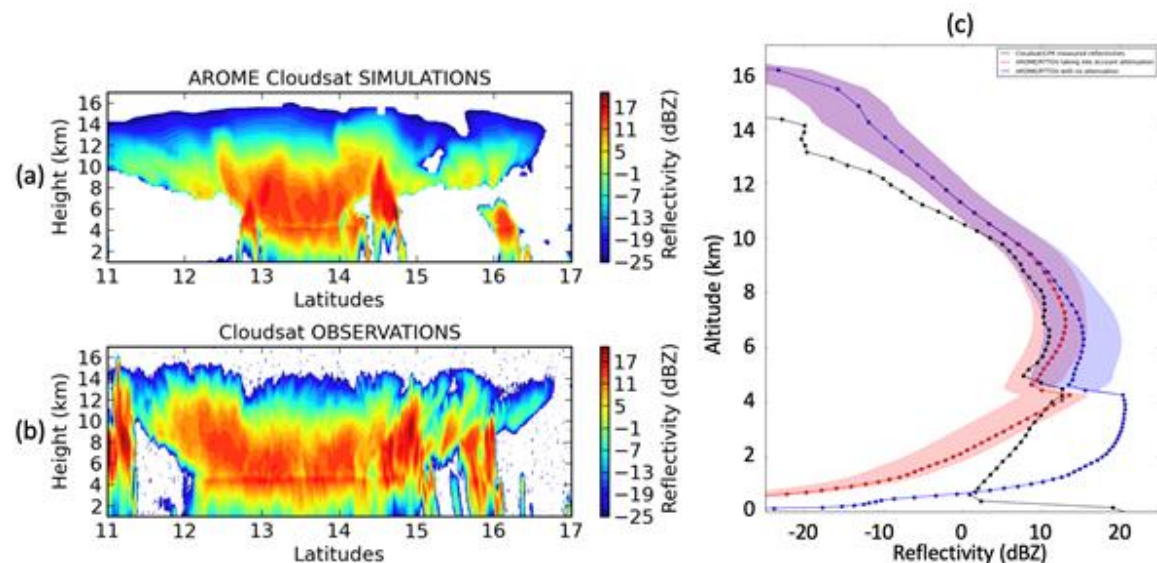 (c)
AROME Cloudsat SIMULATIONS
(a)
Height (km)
16
14
12
10
8
6
4
2
11 12 13 14 15 16 17
Latitudes
17
11
5
−1
−7
−13
−25
Reflectivity (dBZ)
Cloudsat OBSERVATIONS
(b)
Height (km)
16
14
12
10
8
6
4
2
11 12 13 14 15 16 17
Latitudes
17
11
5
−1
−7
−13
−25
Reflectivity (dBZ)
Altitude (km)
16
14
12
10
8
6
4
2
0
-20 -10 0 10 20
Reflectivity (dBZ)